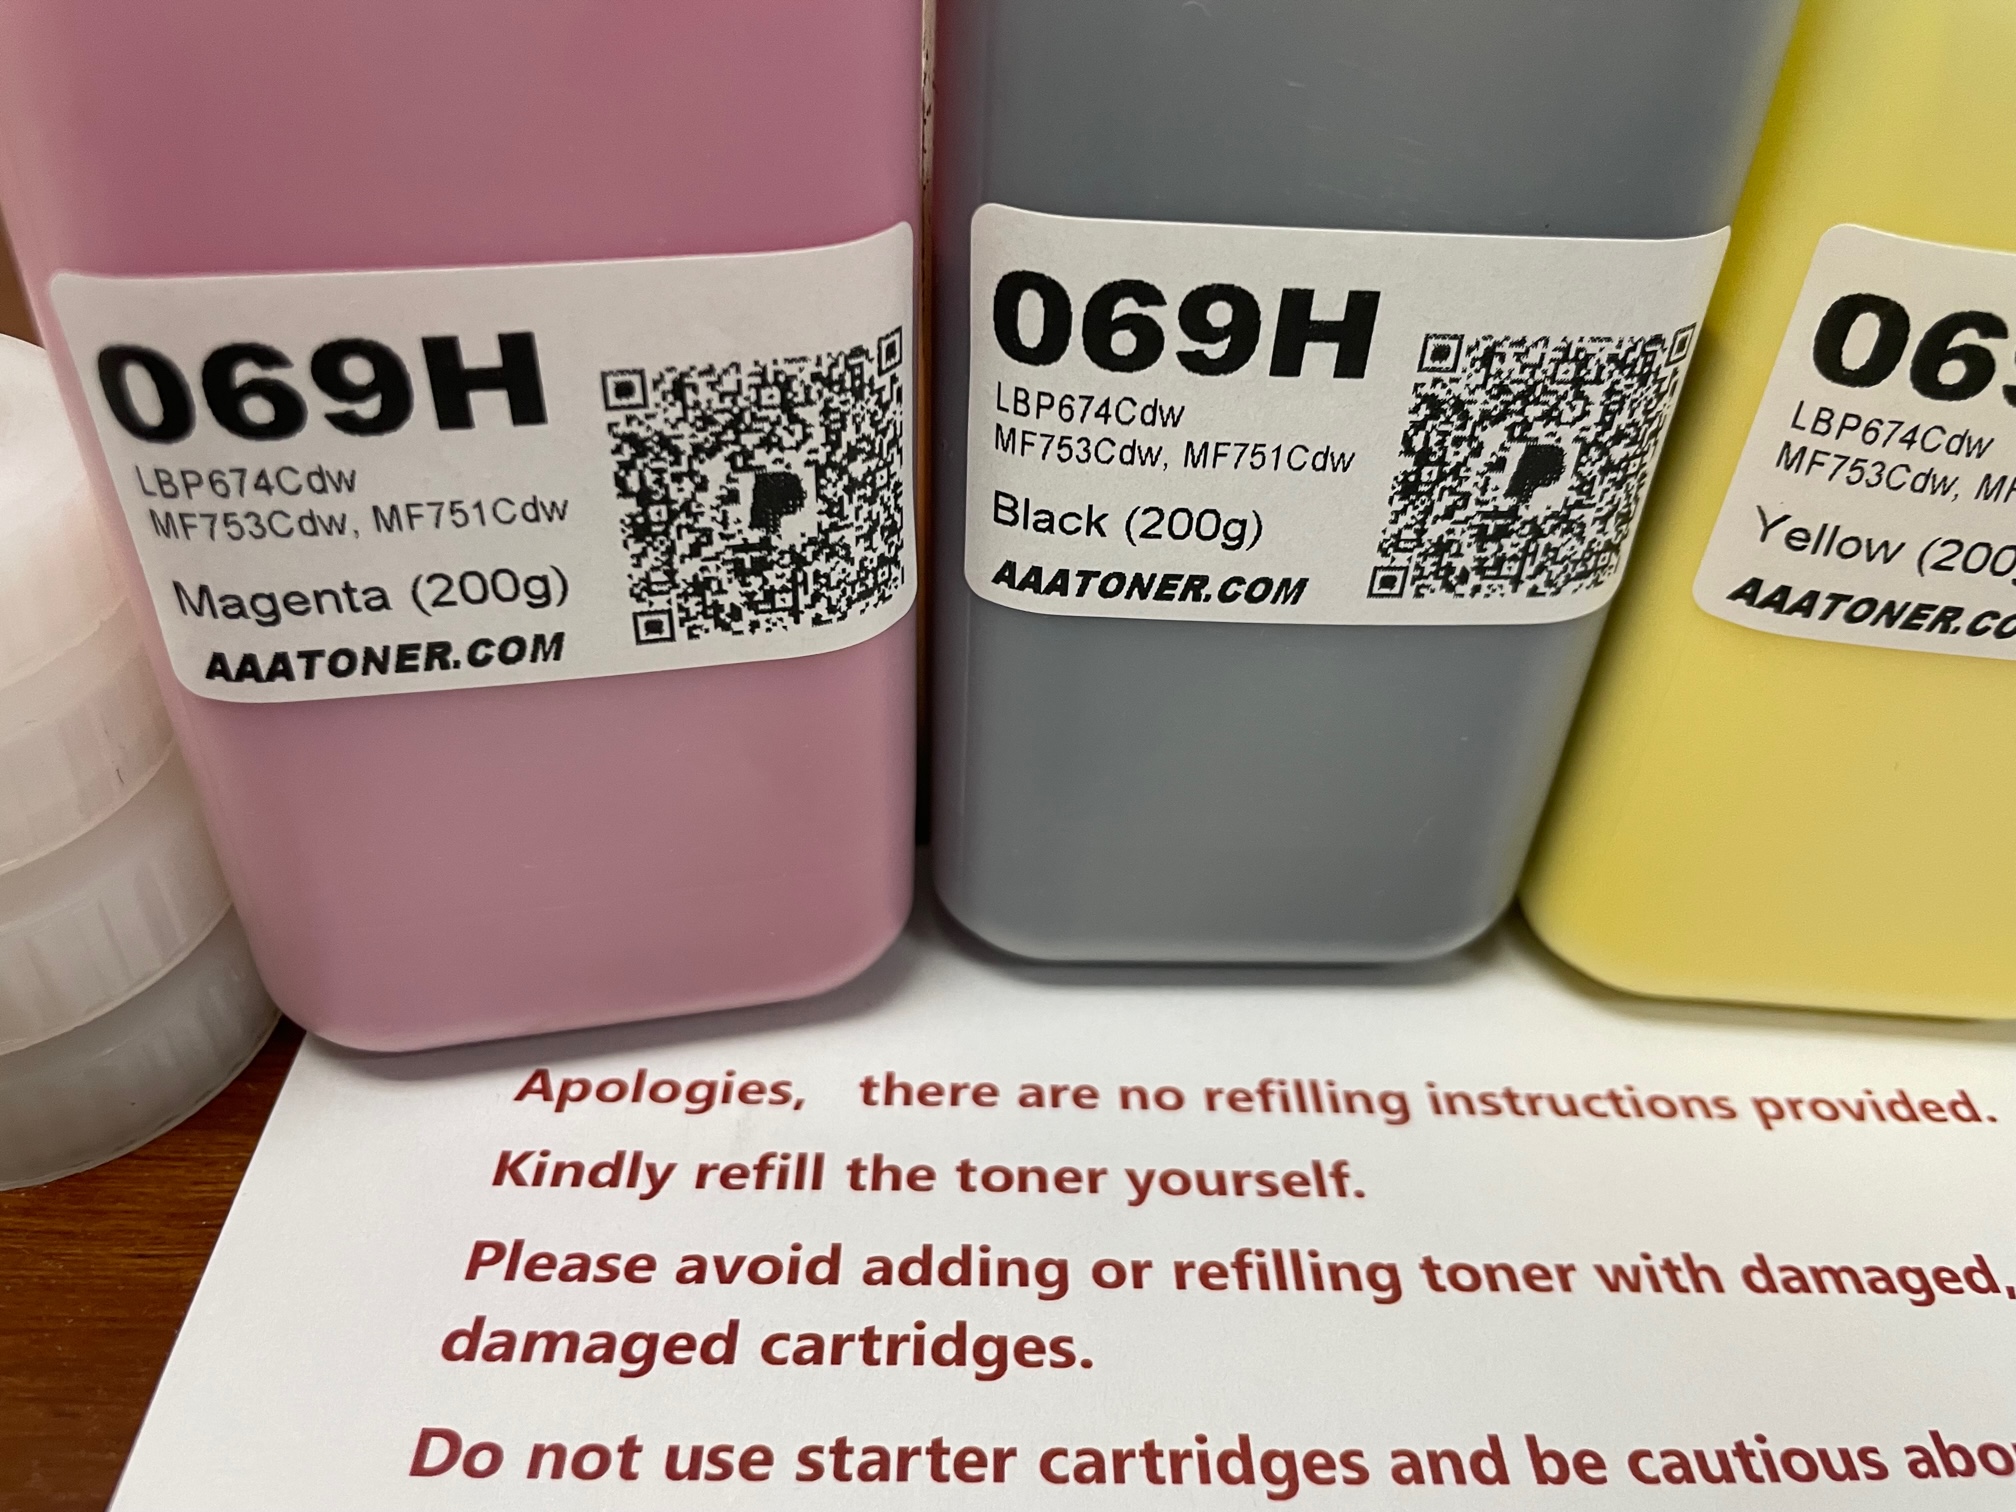 069H
LBP674Cdw
MF753Cdw, MF751Cdw
Magenta (200g)
AAATONER.COM
069H
LBP674Cdw
MF753Cdw, MF751Cdw
Black (200g)
AAATONER.COM
LBP674Cdw
MF753Cdw,
Yellow
Apologies, there are no refilling instructions provided.
Kindly refill the toner yourself.
Please avoid adding or refilling toner with damaged,
damaged cartridges.
Do not use starter cartridges and be cautious